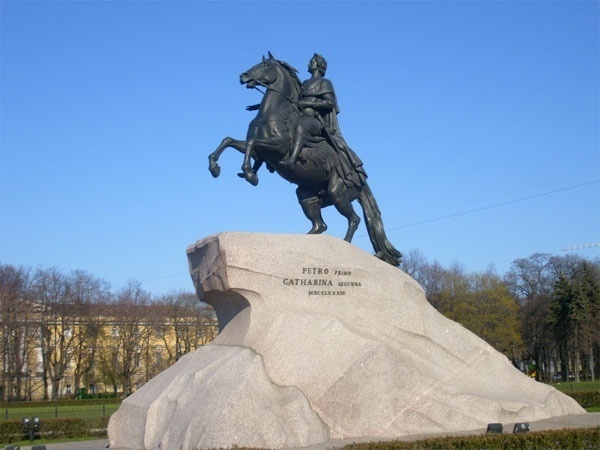 PETRO PRIMO
CATHARINA SECUNDA
MDCCLXXXII